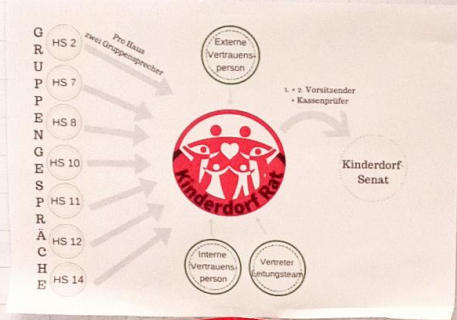 GRUPPENGESPRÄCHE
HS 2
HS 7
HS 8
HS 10
HS 11
HS 12
HS 14
Pro Haus
zwei Gruppensprecher
Externe
Vertrauens-
person
Kinderdorf Rat
Interne
Vertrauens-
person
Vertreter
Leitungsteam
1. + 2. Vorsitzender
+ Kassenprüfer
Kinderdorf-
Senat